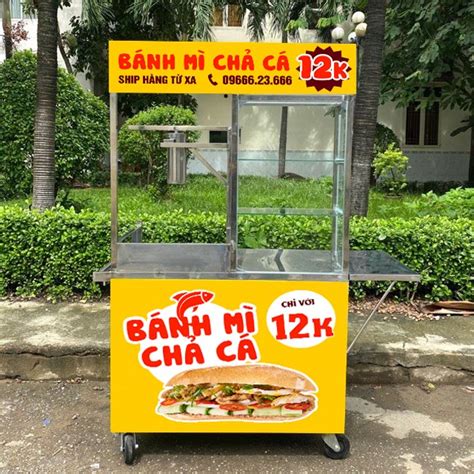 BÁNH MÌ CHẢ CÁ 12K
SHIP HÀNG TỪ XA 09666.23.666
BÁNH MÌ
CHẢ CÁ
CHỈ VỚI
12K